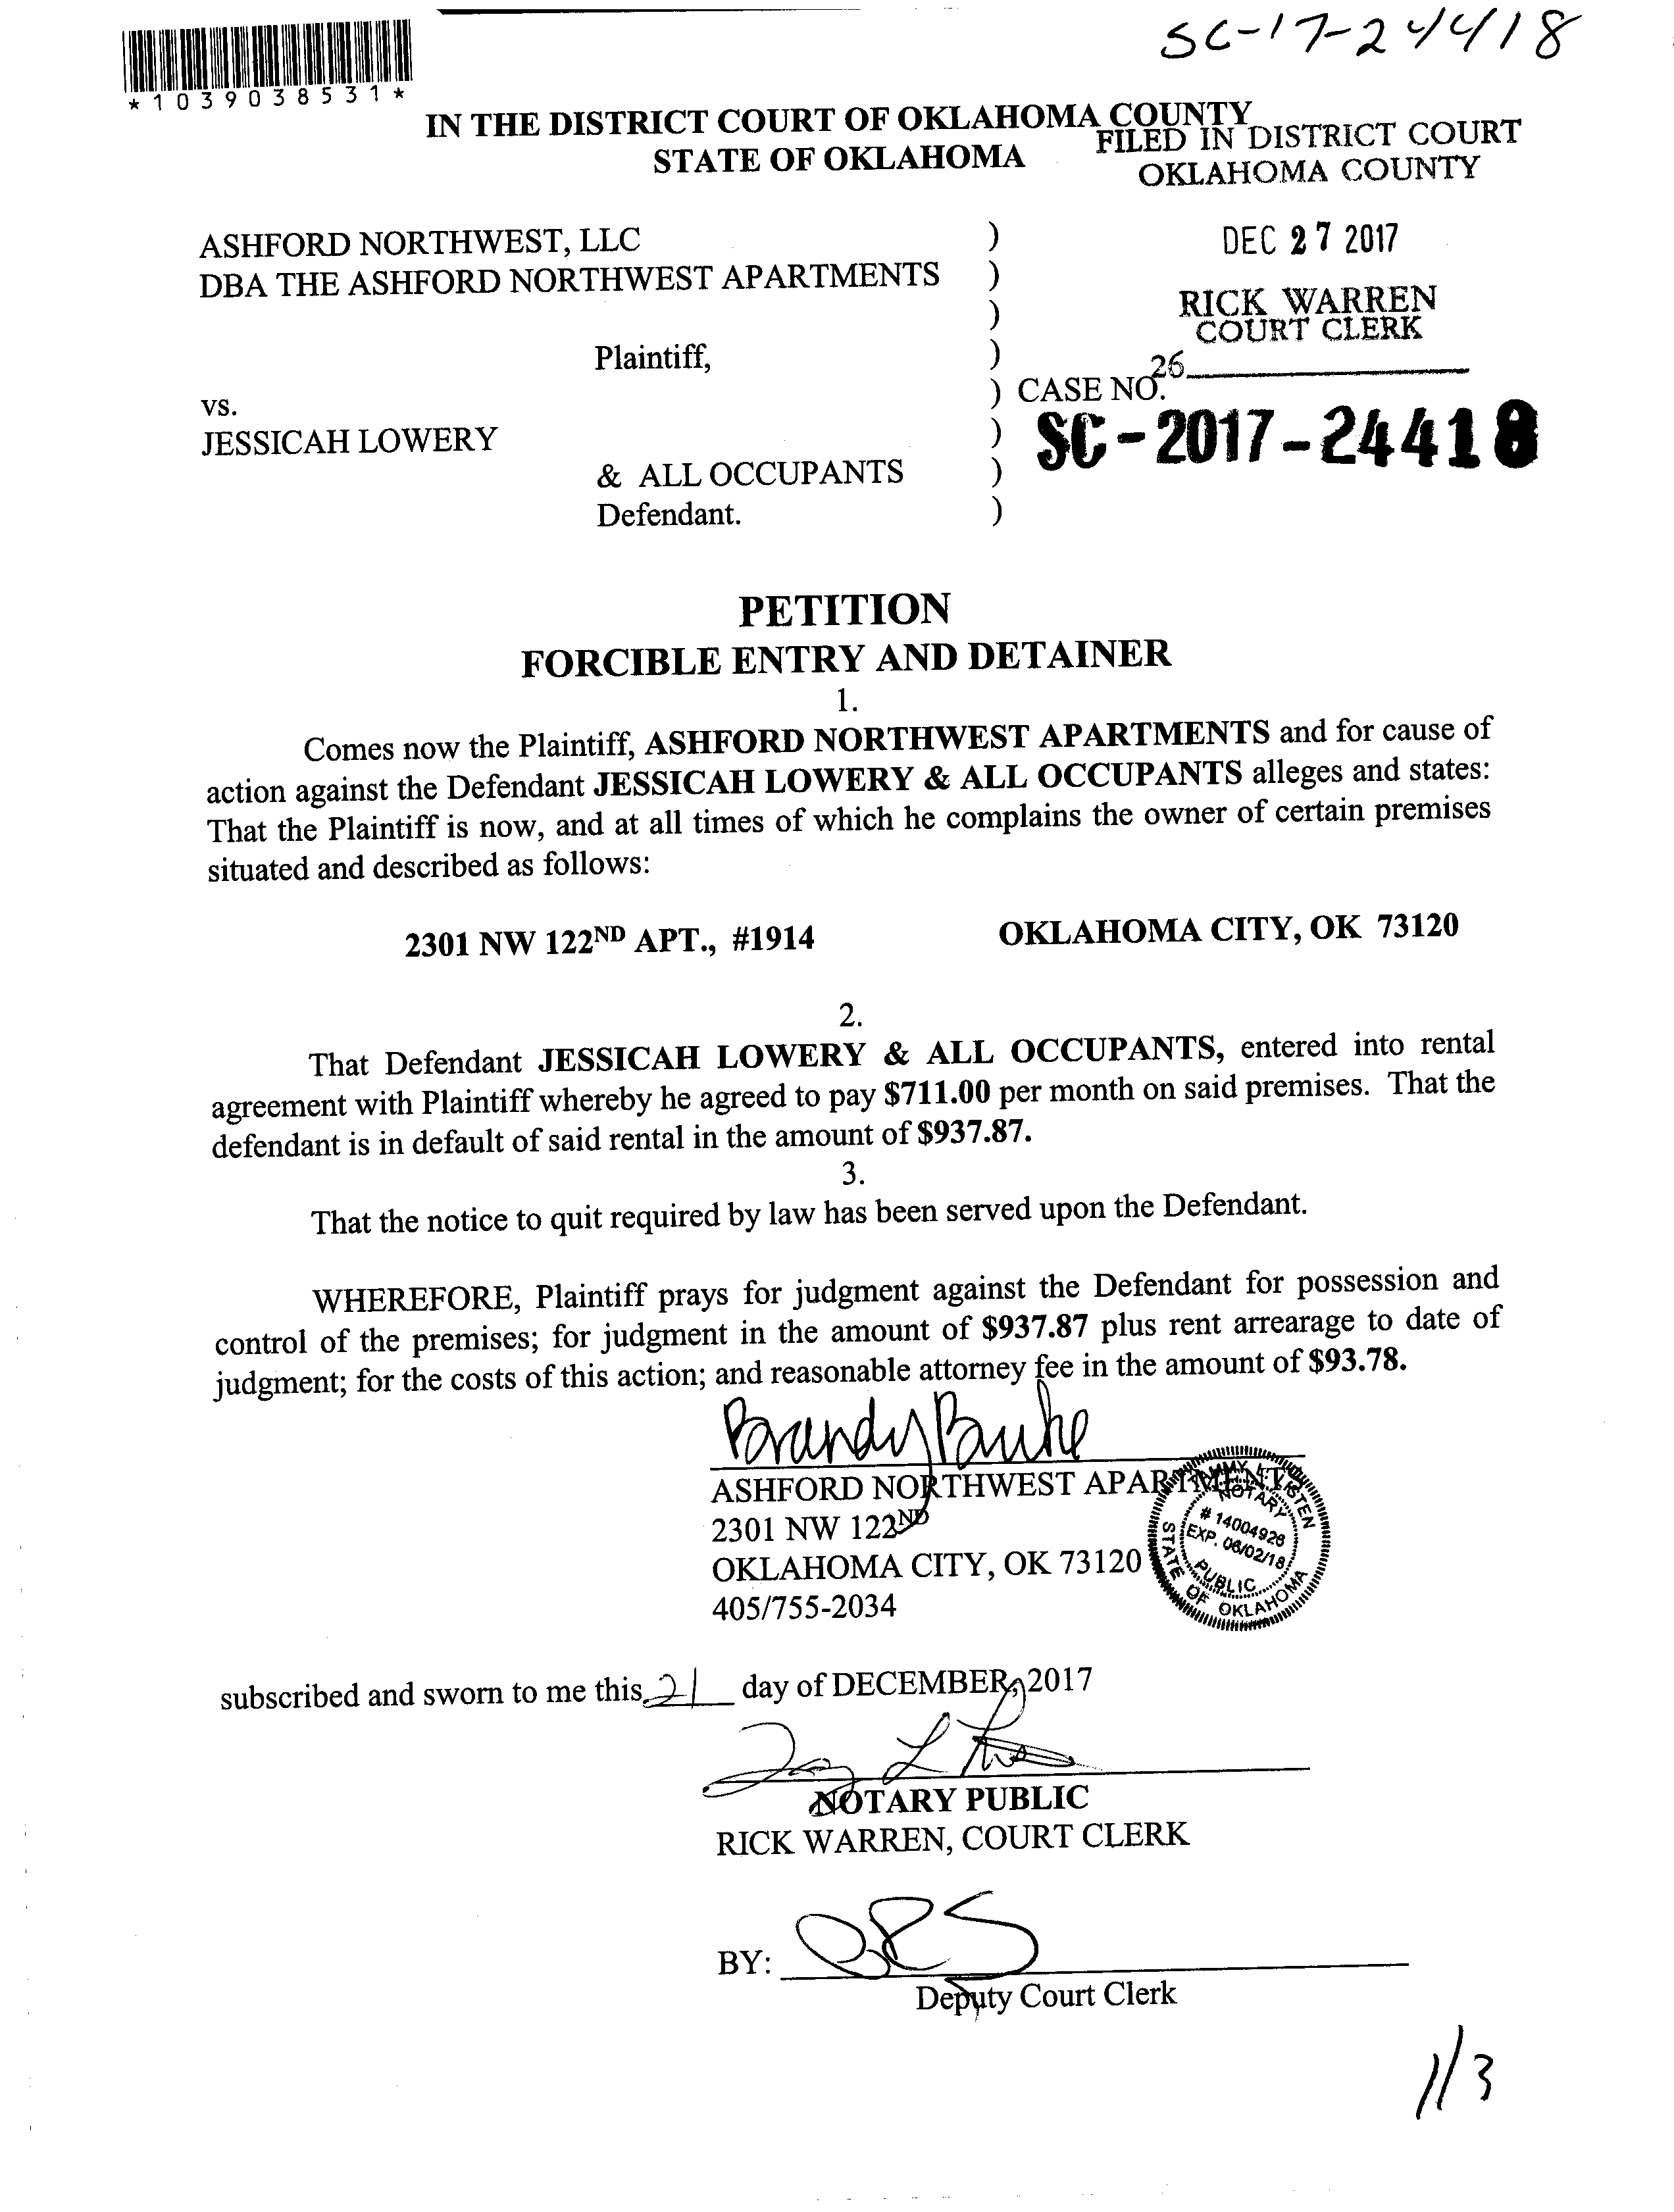 SC-17-24418
*1039038531*
IN THE DISTRICT COURT OF OKLAHOMA COUNTY
STATE OF OKLAHOMA
FILED IN DISTRICT COURT
OKLAHOMA COUNTY
DEC 27 2017
RICK WARREN
COURT CLERK
26
ASHFORD NORTHWEST, LLC )
DBA THE ASHFORD NORTHWEST APARTMENTS )
)
Plaintiff, )
) CASE NO.
vs.
JESSICAH LOWERY ) SC-2017-24418
& ALL OCCUPANTS )
Defendant. )
PETITION
FORCIBLE ENTRY AND DETAINER
1.
Comes now the Plaintiff, ASHFORD NORTHWEST APARTMENTS and for cause of
action against the Defendant JESSICAH LOWERY & ALL OCCUPANTS alleges and states:
That the Plaintiff is now, and at all times of which he complains the owner of certain premises
situated and described as follows:
2301 NW 122ND APT., #1914 OKLAHOMA CITY, OK 73120
2.
That Defendant JESSICAH LOWERY & ALL OCCUPANTS, entered into rental
agreement with Plaintiff whereby he agreed to pay $711.00 per month on said premises. That the
defendant is in default of said rental in the amount of $937.87.
3.
That the notice to quit required by law has been served upon the Defendant.
WHEREFORE, Plaintiff prays for judgment against the Defendant for possession and
control of the premises; for judgment in the amount of $937.87 plus rent arrearage to date of
judgment; for the costs of this action; and reasonable attorney fee in the amount of $93.78.
Brandy Burke
ASHFORD NORTHWEST APARTMENTS
2301 NW 122ND
OKLAHOMA CITY, OK 73120
405/755-2034
NOTARY
# 14004926
EXP. 06/02/18
PUBLIC
STATE OF OKLAHOMA
subscribed and sworn to me this 21 day of DECEMBER, 2017
NOTARY PUBLIC
RICK WARREN, COURT CLERK
BY:
Deputy Court Clerk
1/3